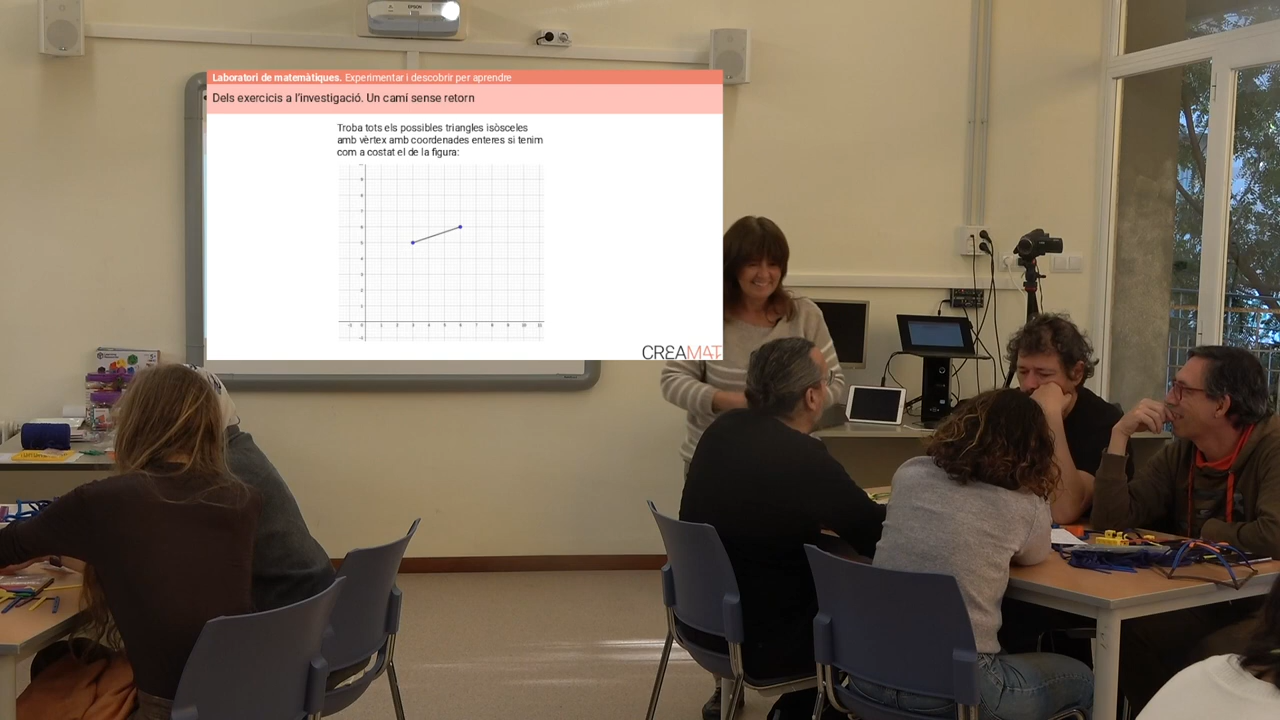 EPSON
Laboratori de matemàtiques. Experimentar i descobrir per aprendre
Dels exercicis a l'investigació. Un camí sense retorn
Troba tots els possibles triangles isòsceles
amb vèrtex amb coordenades enteres si tenim
com a costat el de la figura:
CREAMAT